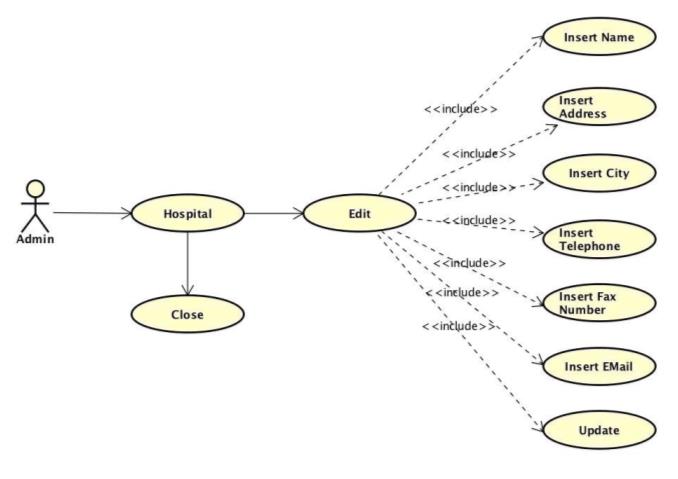 Insert Name
<<include>>
Insert
Address
<<include>>
Insert City
<<include>>
Admin
Hospital
Edit
<<include>>
Insert
Telephone
<<include>>
<<include>>
Insert Fax
Number
Close
<<include>>
Insert EMail
Update